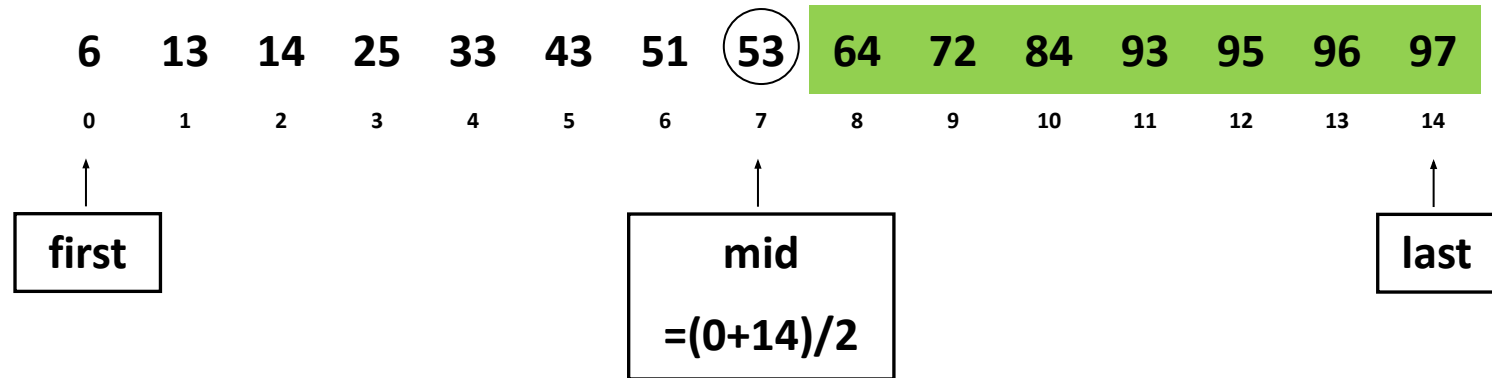 6 13 14 25 33 43 51 53 64 72 84 93 95 96 97
0 1 2 3 4 5 6 7 8 9 10 11 12 13 14
first
mid
=(0+14)/2
last